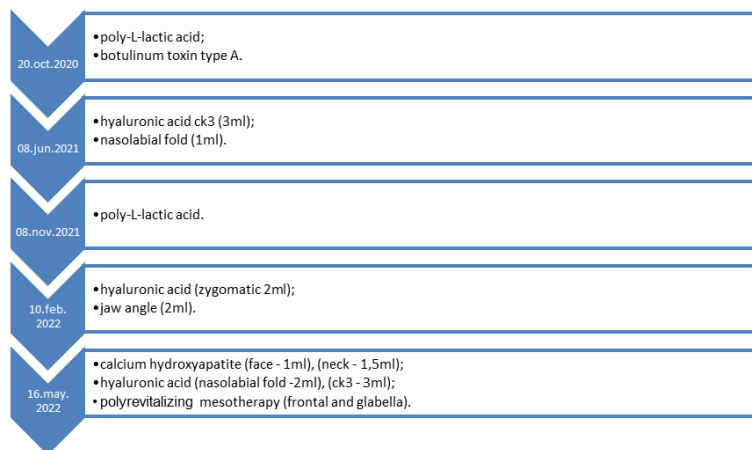 20.oct.2020
•poly-L-lactic acid;
•botulinum toxin type A.
08.jun.2021
•hyaluronic acid ck3 (3ml);
•nasolabial fold (1ml).
08.nov.2021
•poly-L-lactic acid.
10.feb.
2022
•hyaluronic acid (zygomatic 2ml);
•jaw angle (2ml).
16.may.
2022
•calcium hydroxyapatite (face - 1ml), (neck - 1,5ml);
•hyaluronic acid (nasolabial fold -2ml), (ck3 - 3ml);
• polyrevitalizing mesotherapy (frontal and glabella).